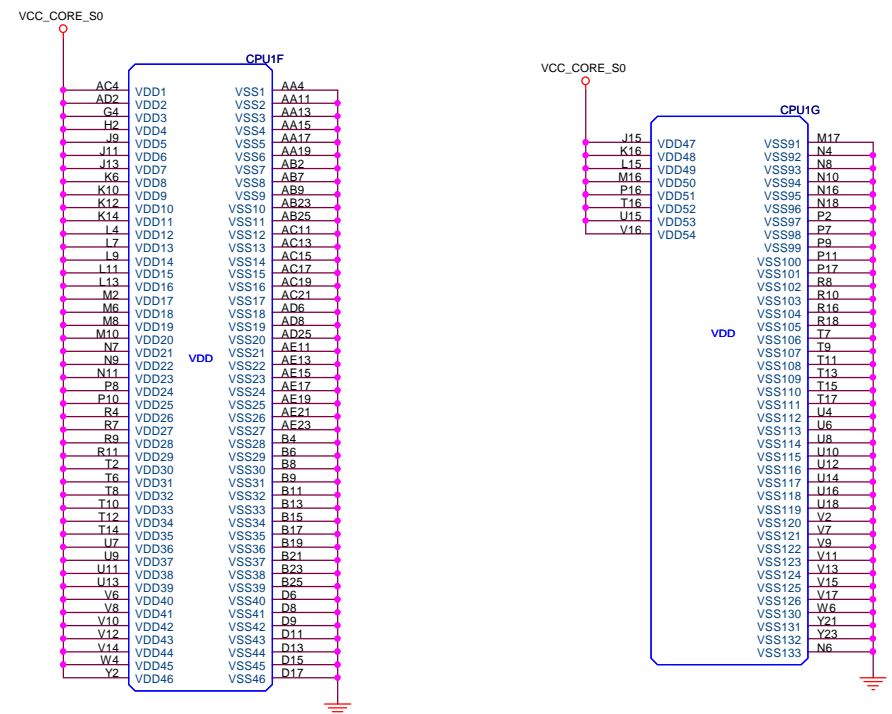 VCC_CORE_S0
CPU1F
AC4 VDD1 VSS1 AA4
AD2 VDD2 VSS2 AA11
G4 VDD3 VSS3 AA13
H2 VDD4 VSS4 AA15
J9 VDD5 VSS5 AA17
J11 VDD6 VSS6 AA19
J13 VDD7 VSS7 AB2
K6 VDD8 VSS8 AB7
K10 VDD9 VSS9 AB9
K12 VDD10 VSS10 AB23
K14 VDD11 VSS11 AB25
L4 VDD12 VSS12 AC11
L7 VDD13 VSS13 AC13
L9 VDD14 VSS14 AC15
L11 VDD15 VSS15 AC17
L13 VDD16 VSS16 AC19
M2 VDD17 VSS17 AC21
M6 VDD18 VSS18 AD6
M8 VDD19 VSS19 AD8
M10 VDD20 VSS20 AD25
N7 VDD21 VSS21 AE11
N9 VDD22 VDD VSS22 AE13
N11 VDD23 VSS23 AE15
P8 VDD24 VSS24 AE17
P10 VDD25 VSS25 AE19
R4 VDD26 VSS26 AE21
R7 VDD27 VSS27 AE23
R9 VDD28 VSS28 B4
R11 VDD29 VSS29 B6
T2 VDD30 VSS30 B8
T6 VDD31 VSS31 B9
T8 VDD32 VSS32 B11
T10 VDD33 VSS33 B13
T12 VDD34 VSS34 B15
T14 VDD35 VSS35 B17
U7 VDD36 VSS36 B19
U9 VDD37 VSS37 B21
U11 VDD38 VSS38 B23
U13 VDD39 VSS39 B25
V6 VDD40 VSS40 D6
V8 VDD41 VSS41 D8
V10 VDD42 VSS42 D9
V12 VDD43 VSS43 D11
V14 VDD44 VSS44 D13
W4 VDD45 VSS45 D15
Y2 VDD46 VSS46 D17
VCC_CORE_S0
CPU1G
J15 VDD47 VSS91 M17
K16 VDD48 VSS92 N4
L15 VDD49 VSS93 N8
M16 VDD50 VSS94 N10
P16 VDD51 VSS95 N16
T16 VDD52 VSS96 N18
U15 VDD53 VSS97 P2
V16 VDD54 VSS98 P7
VSS99 P9
VSS100 P11
VSS101 P17
VSS102 R8
VSS103 R10
VSS104 R16
VSS105 R18
VDD VSS106 T7
VSS107 T9
VSS108 T11
VSS109 T13
VSS110 T15
VSS111 T17
VSS112 U4
VSS113 U6
VSS114 U8
VSS115 U10
VSS116 U12
VSS117 U14
VSS118 U16
VSS119 U18
VSS120 V2
VSS121 V7
VSS122 V9
VSS123 V11
VSS124 V13
VSS125 V15
VSS126 V17
VSS130 W6
VSS131 Y21
VSS132 Y23
VSS133 N6